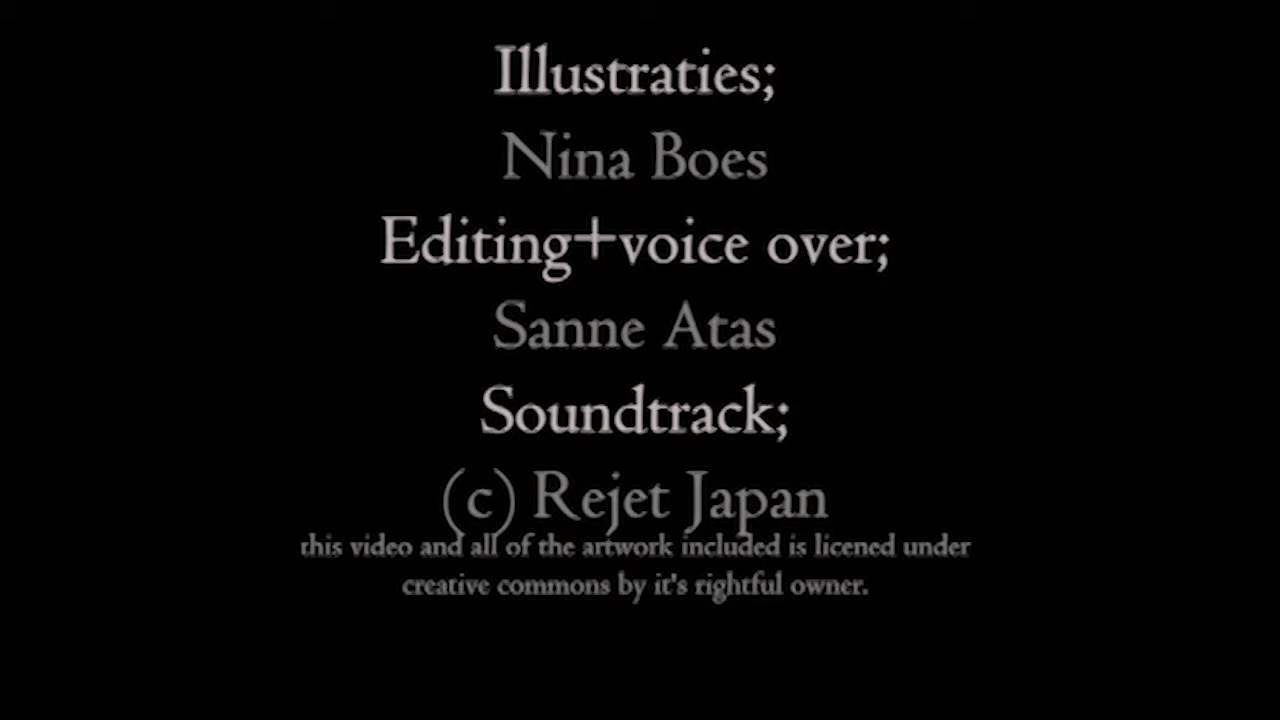 Illustraties;
Nina Boes
Editing+voice over;
Sanne Atas
Soundtrack;
(c) Rejet Japan
this video and all of the artwork included is licened under
creative commons by it's rightful owner.